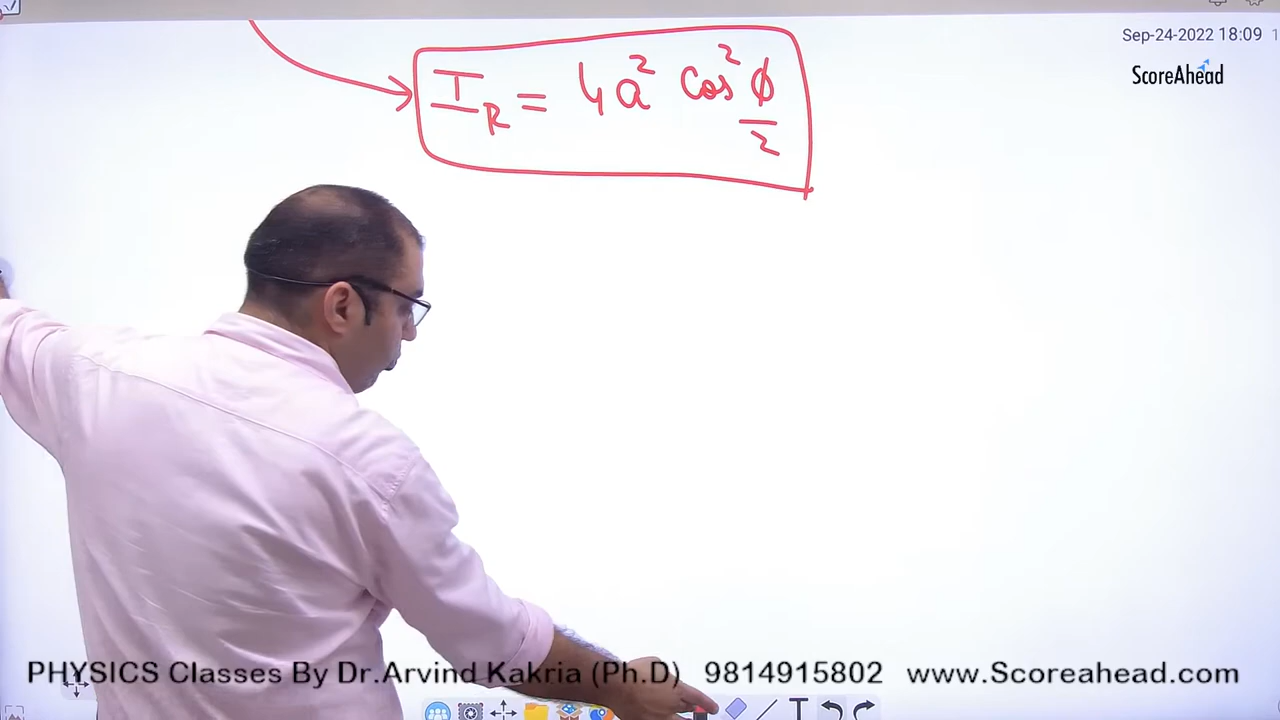 Sep-24-2022 18:09
ScoreAhead
I_R = 4a² cos² φ/2
PHYSICS Classes By Dr.Arvind Kakria (Ph.D) 9814915802 www.Scoreahead.com